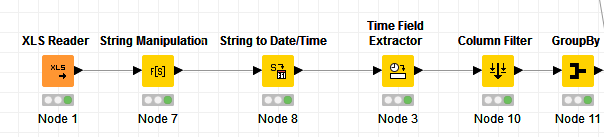 Time Field
XLS Reader String Manipulation String to Date/Time Extractor Column Filter GroupBy
XLS F[S] S
Node 1 Node 7 Node 8 Node 3 Node 10 Node 11